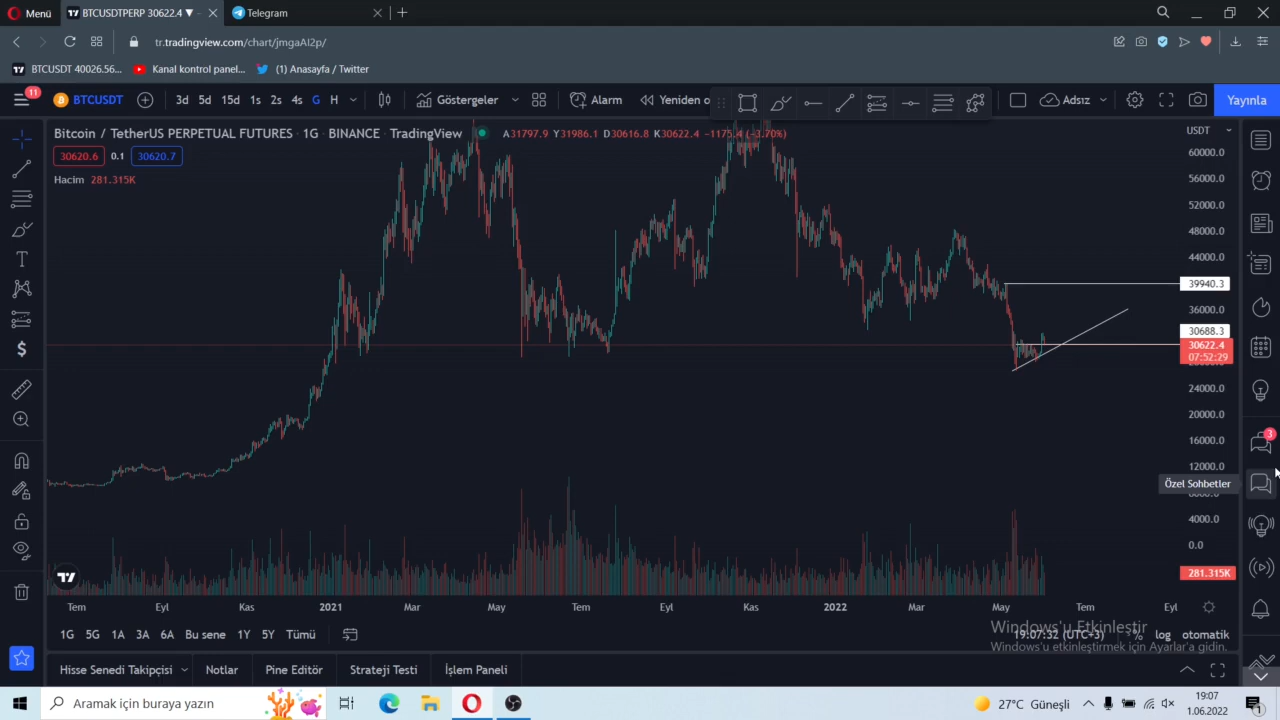 Menü
BTCUSDTPERP 30622.4 ▼ -
Telegram
tr.tradingview.com/chart/jmgaAI2p/
BTCUSDT 40026.56...
Kanal kontrol panel...
(1) Anasayfa / Twitter
11
BTCUSDT
3d 5d 15d 1s 2s 4s G H
Göstergeler
Alarm
Yeniden o
Adsız
Yayınla
Bitcoin / TetherUS PERPETUAL FUTURES · 1G · BINANCE · TradingView
A31797.9 Y31986.1 D30616.8 K30622.4 -1175.4 (-3.70%)
USDT
30620.6 0.1 30620.7
Hacim 281.315K
60000.0
56000.0
52000.0
48000.0
44000.0
39940.3
36000.0
30688.3
30622.4
07:52:29
24000.0
20000.0
16000.0
12000.0
3
Özel Sohbetler
4000.0
0.0
281.315K
Tem Eyl Kas 2021 Mar May Tem Eyl Kas 2022 Mar May Tem Eyl
1G 5G 1A 3A 6A Bu sene 1Y 5Y Tümü
19:07:32 (UTC+3) % log otomatik
Windows'u Etkinleştir
Windows'u etkinleştirmek için Ayarlar'a gidin.
Hisse Senedi Takipçisi
Notlar
Pine Editörü
Strateji Testi
İşlem Paneli
Aramak için buraya yazın
27°C Güneşli
19:07
1.06.2022
1